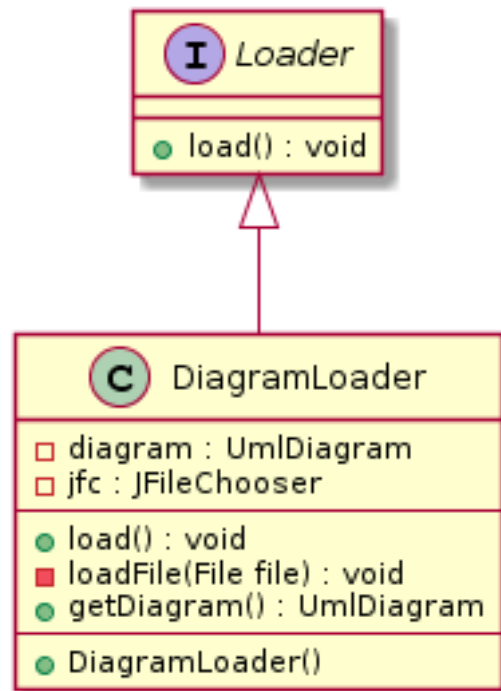 I Loader
load() : void
C DiagramLoader
diagram : UmlDiagram
jfc : JFileChooser
load() : void
loadFile(File file) : void
getDiagram() : UmlDiagram
DiagramLoader()